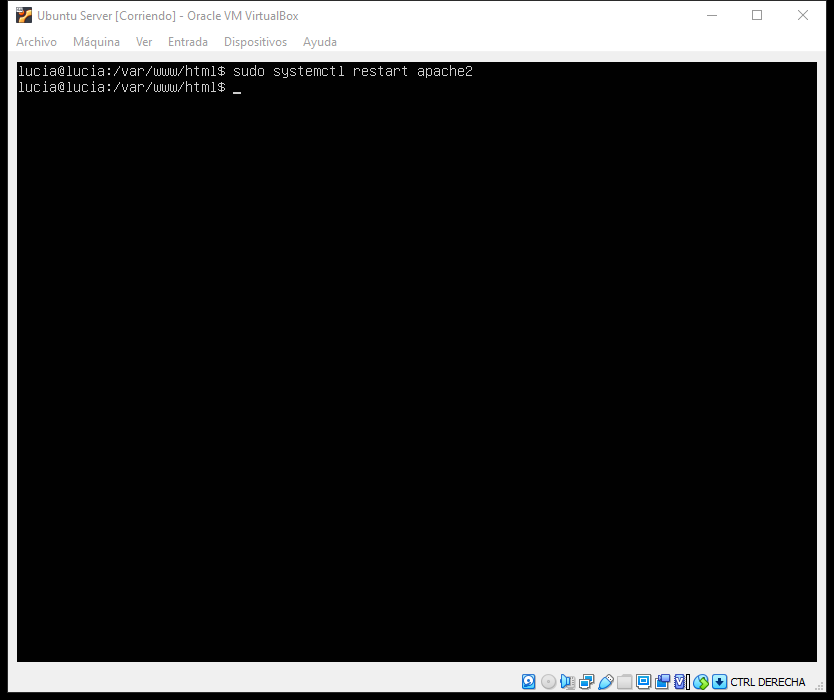 Ubuntu Server [Corriendo] - Oracle VM VirtualBox
Archivo Máquina Ver Entrada Dispositivos Ayuda
lucia@lucia:/var/www/html$ sudo systemctl restart apache2
lucia@lucia:/var/www/html$ _
CTRL DERECHA